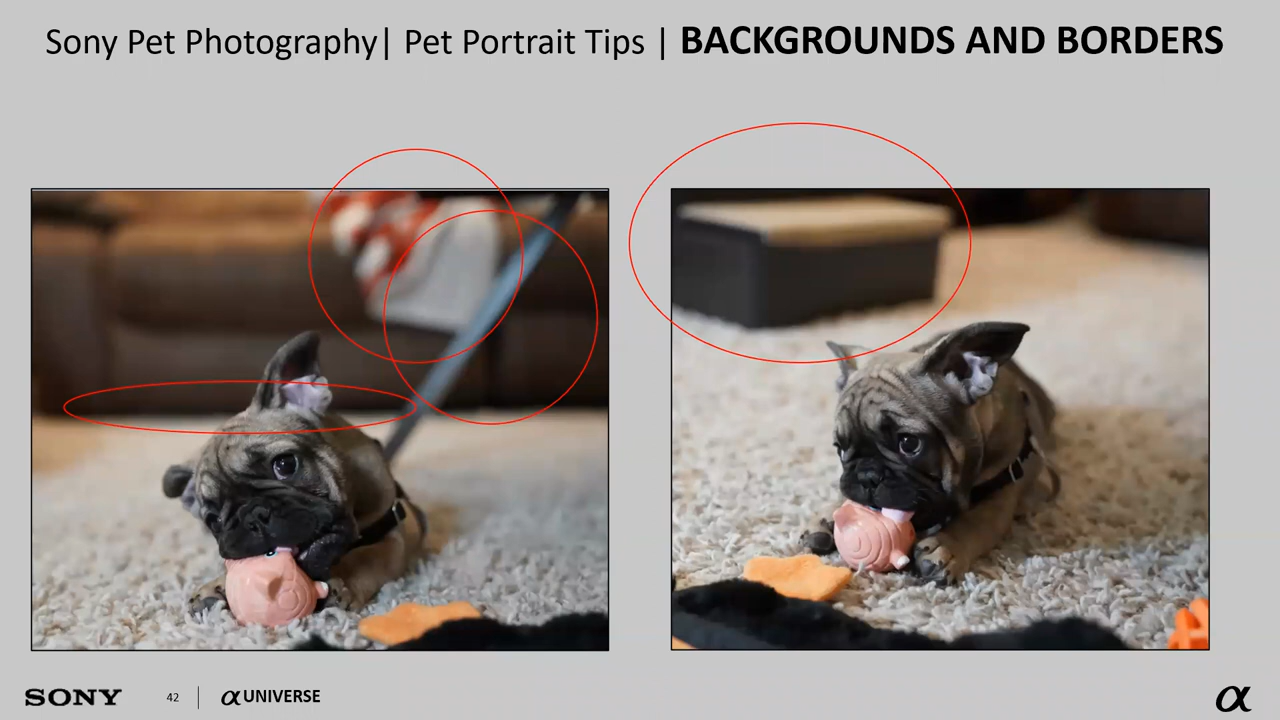 Sony Pet Photography| Pet Portrait Tips | BACKGROUNDS AND BORDERS
SONY 42 | α UNIVERSE
α